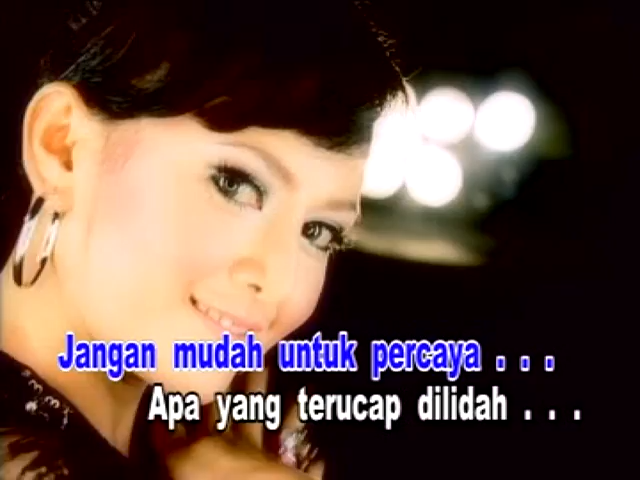 Jangan mudah untuk percaya . . .
Apa yang terucap dilidah . . .